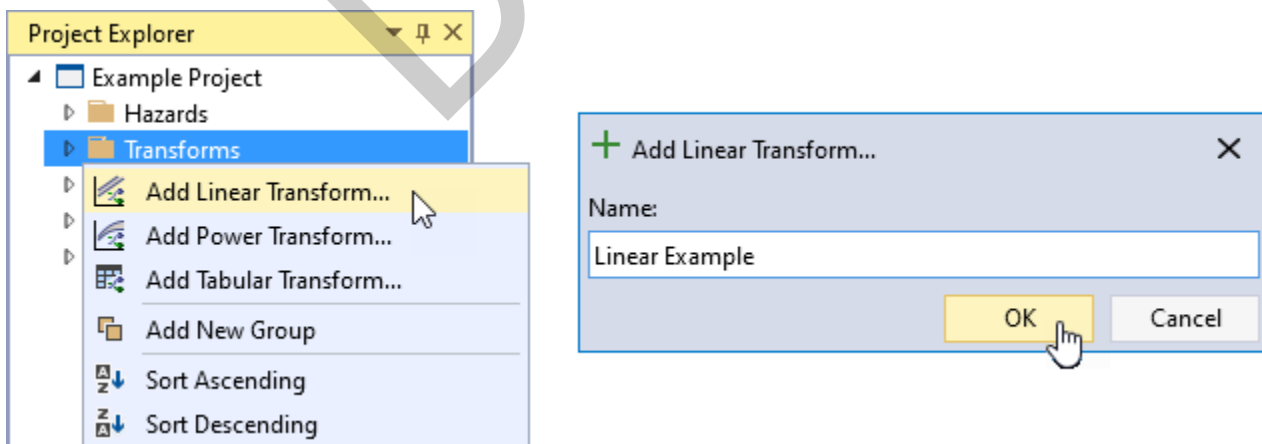 Project Explorer
Example Project
Hazards
Transforms
Add Linear Transform...
Add Power Transform...
Add Tabular Transform...
Add New Group
Sort Ascending
Sort Descending
Add Linear Transform...
Name:
Linear Example
OK Cancel